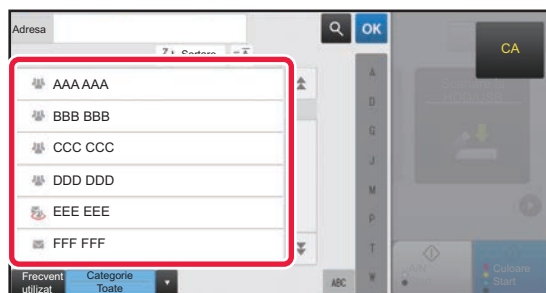 Adresa
OK
CA
Sortare
AAA AAA
BBB BBB
CCC CCC
DDD DDD
EEE EEE
FFF FFF
A
D
G
J
M
P
T
W
ABC
Frecvent
utilizat
Categorie
Toate
A/N
Culoare
Start